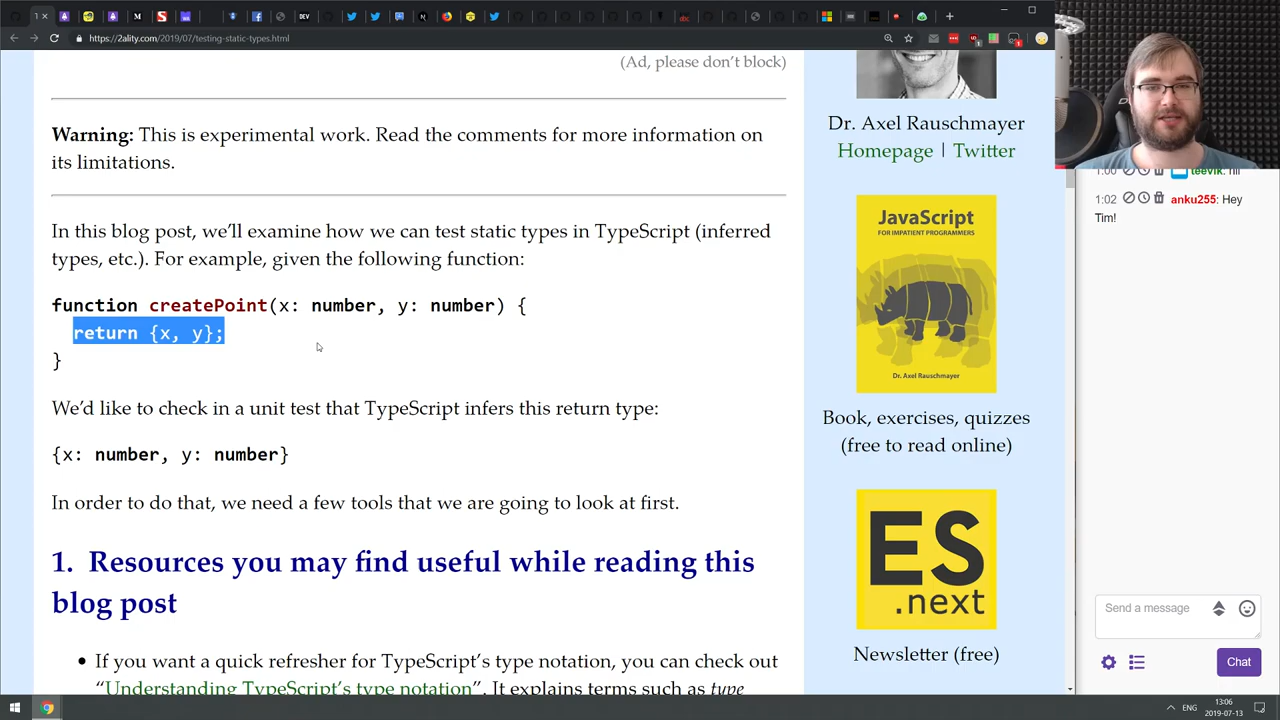 1
https://2ality.com/2019/07/testing-static-types.html
(Ad, please don't block)
Warning: This is experimental work. Read the comments for more information on
its limitations.
In this blog post, we'll examine how we can test static types in TypeScript (inferred
types, etc.). For example, given the following function:
function createPoint(x: number, y: number) {
return {x, y};
}
We'd like to check in a unit test that TypeScript infers this return type:
{x: number, y: number}
In order to do that, we need a few tools that we are going to look at first.
1. Resources you may find useful while reading this
blog post
• If you want a quick refresher for TypeScript's type notation, you can check out
“Understanding TypeScript's type notation”. It explains terms such as type
Dr. Axel Rauschmayer
Homepage | Twitter
JavaScript
FOR IMPATIENT PROGRAMMERS
Dr. Axel Rauschmayer
Book, exercises, quizzes
(free to read online)
ES
.next
Newsletter (free)
1:00 teevik: hii
1:02 anku255: Hey
Tim!
Send a message
Chat
ENG
13:06
2019-07-13